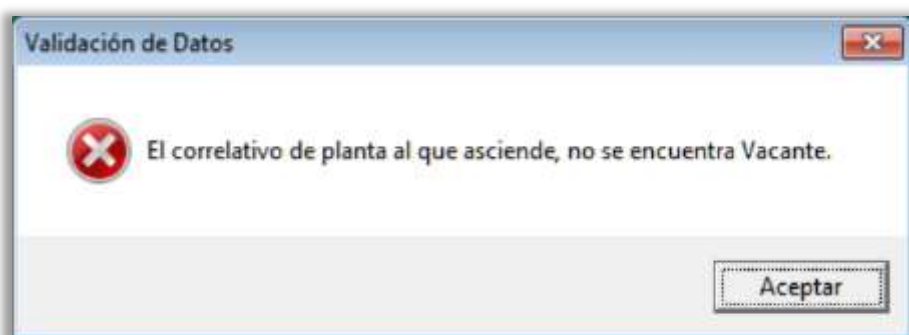 Validación de Datos
El correlativo de planta al que asciende, no se encuentra Vacante.
Aceptar